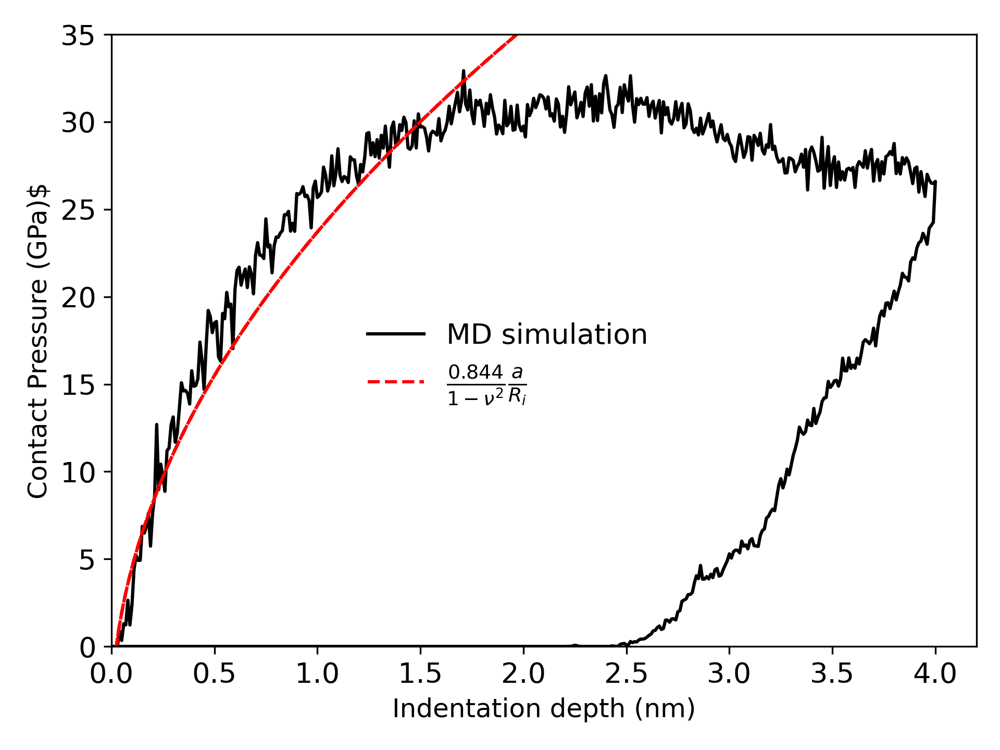 35
30
25
20
15
10
5
0
Contact Pressure (GPa)$
MD simulation
0.844 a
1 − ν² Rᵢ
0.0 0.5 1.0 1.5 2.0 2.5 3.0 3.5 4.0
Indentation depth (nm)